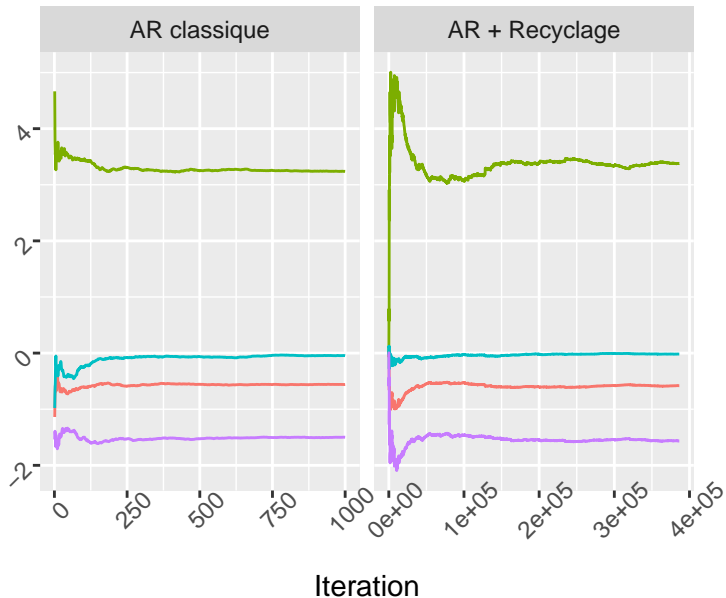 AR classique
AR + Recyclage
4
2
0
−2
0
250
500
750
1000
0e+00
1e+05
2e+05
3e+05
4e+05
Iteration